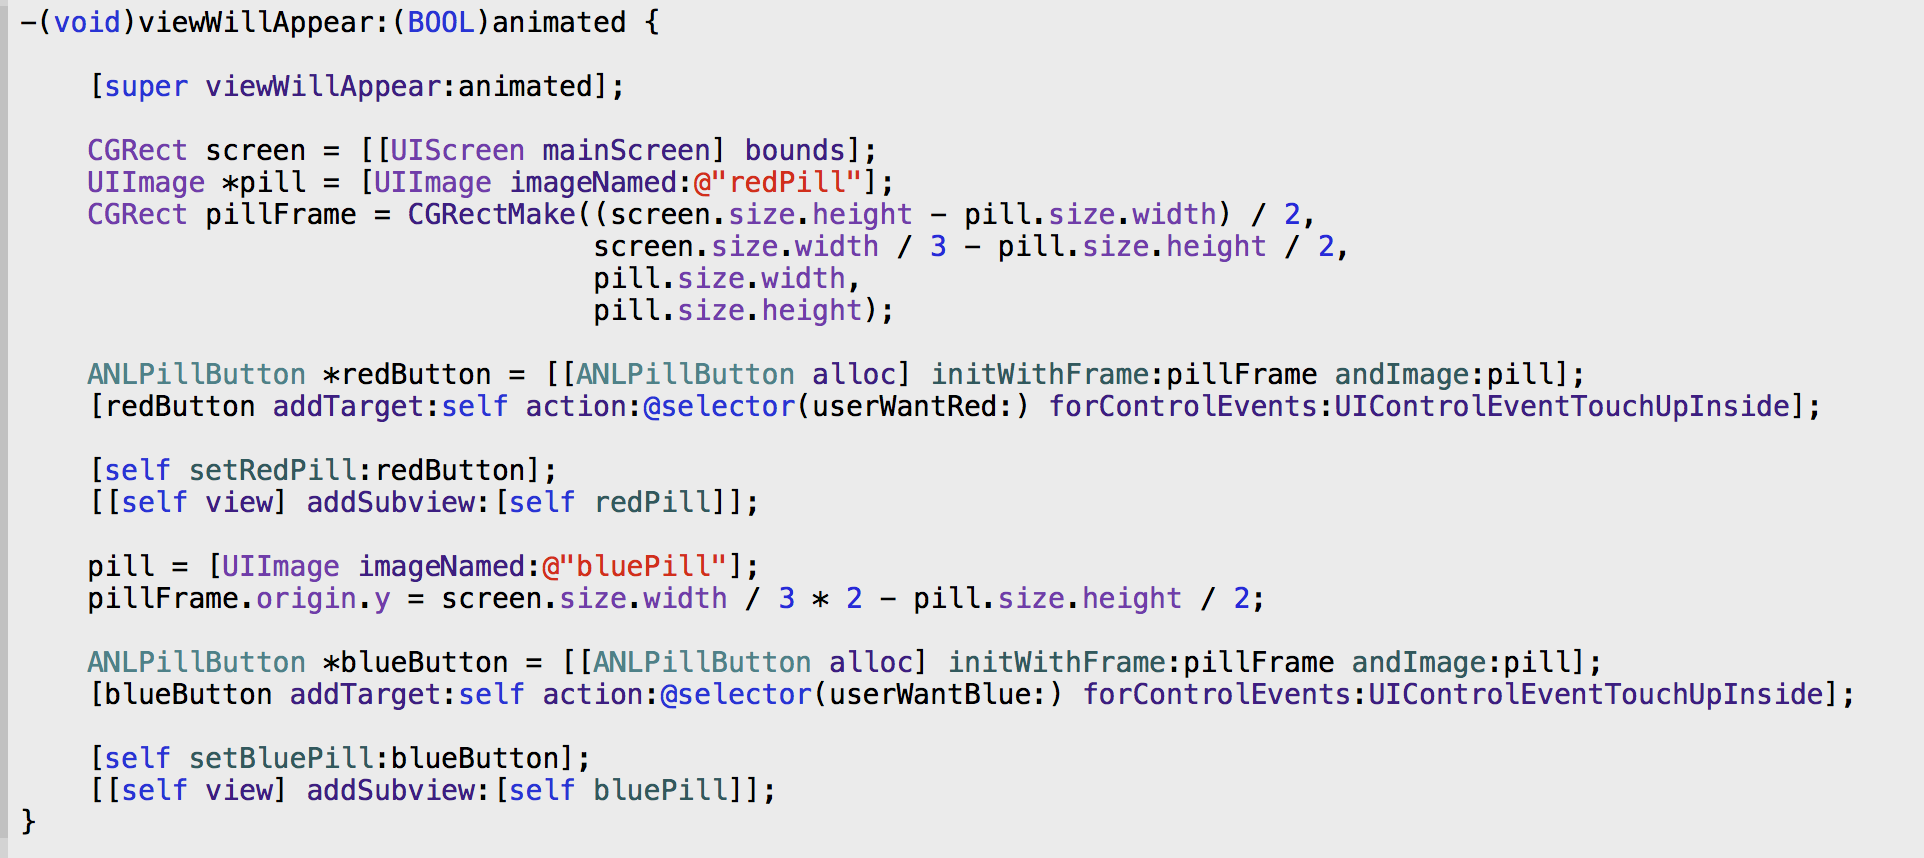 -(void)viewWillAppear:(BOOL)animated {
[super viewWillAppear:animated];
CGRect screen = [[UIScreen mainScreen] bounds];
UIImage *pill = [UIImage imageNamed:@"redPill"];
CGRect pillFrame = CGRectMake((screen.size.height - pill.size.width) / 2,
screen.size.width / 3 - pill.size.height / 2,
pill.size.width,
pill.size.height);
ANLPillButton *redButton = [[ANLPillButton alloc] initWithFrame:pillFrame andImage:pill];
[redButton addTarget:self action:@selector(userWantRed:) forControlEvents:UIControlEventTouchUpInside];
[self setRedPill:redButton];
[[self view] addSubview:[self redPill]];
pill = [UIImage imageNamed:@"bluePill"];
pillFrame.origin.y = screen.size.width / 3 * 2 - pill.size.height / 2;
ANLPillButton *blueButton = [[ANLPillButton alloc] initWithFrame:pillFrame andImage:pill];
[blueButton addTarget:self action:@selector(userWantBlue:) forControlEvents:UIControlEventTouchUpInside];
[self setBluePill:blueButton];
[[self view] addSubview:[self bluePill]];
}